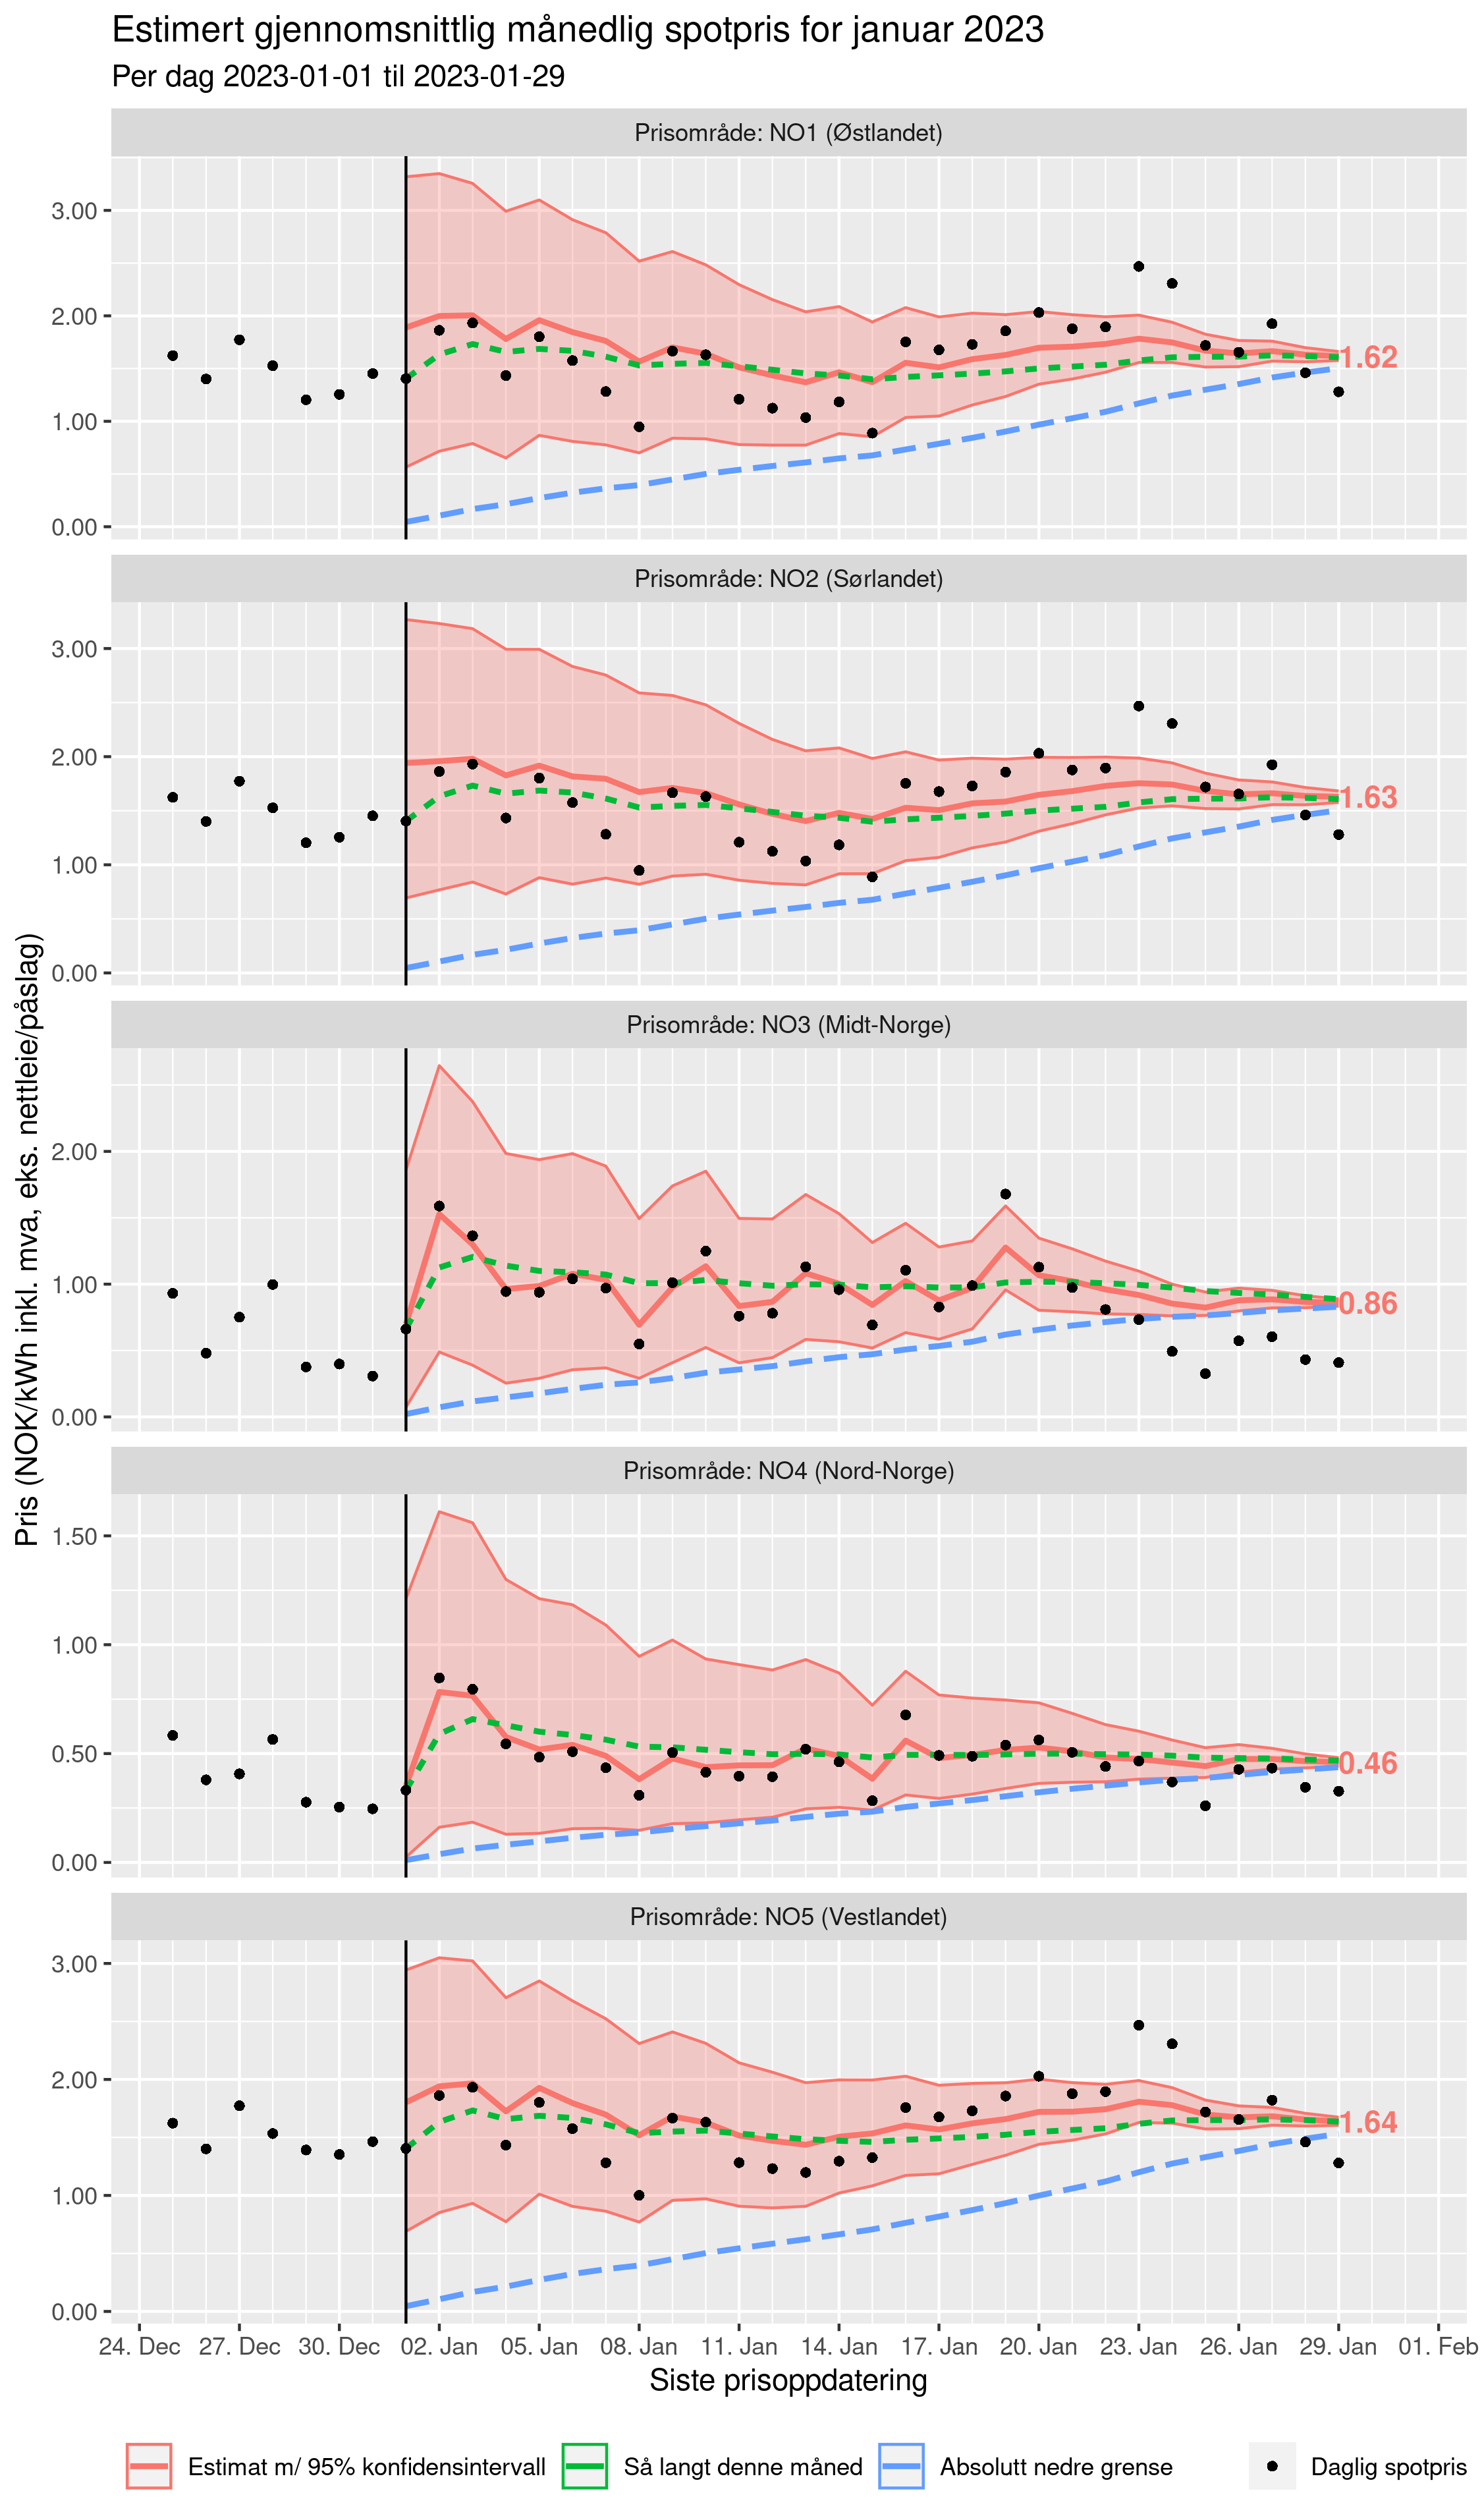 Estimert gjennomsnittlig månedlig spotpris for januar 2023
Per dag 2023-01-01 til 2023-01-29
Prisområde: NO1 (Østlandet)
3.00
2.00
1.00
0.00
1.62
Prisområde: NO2 (Sørlandet)
3.00
2.00
1.00
0.00
1.63
Prisområde: NO3 (Midt-Norge)
2.00
1.00
0.00
0.86
Prisområde: NO4 (Nord-Norge)
1.50
1.00
0.50
0.00
0.46
Prisområde: NO5 (Vestlandet)
3.00
2.00
1.00
0.00
1.64
Pris (NOK/kWh inkl. mva, eks. nettleie/påslag)
24. Dec 27. Dec 30. Dec 02. Jan 05. Jan 08. Jan 11. Jan 14. Jan 17. Jan 20. Jan 23. Jan 26. Jan 29. Jan 01. Feb
Siste prisoppdatering
Estimat m/ 95% konfidensintervall Så langt denne måned Absolutt nedre grense Daglig spotpris